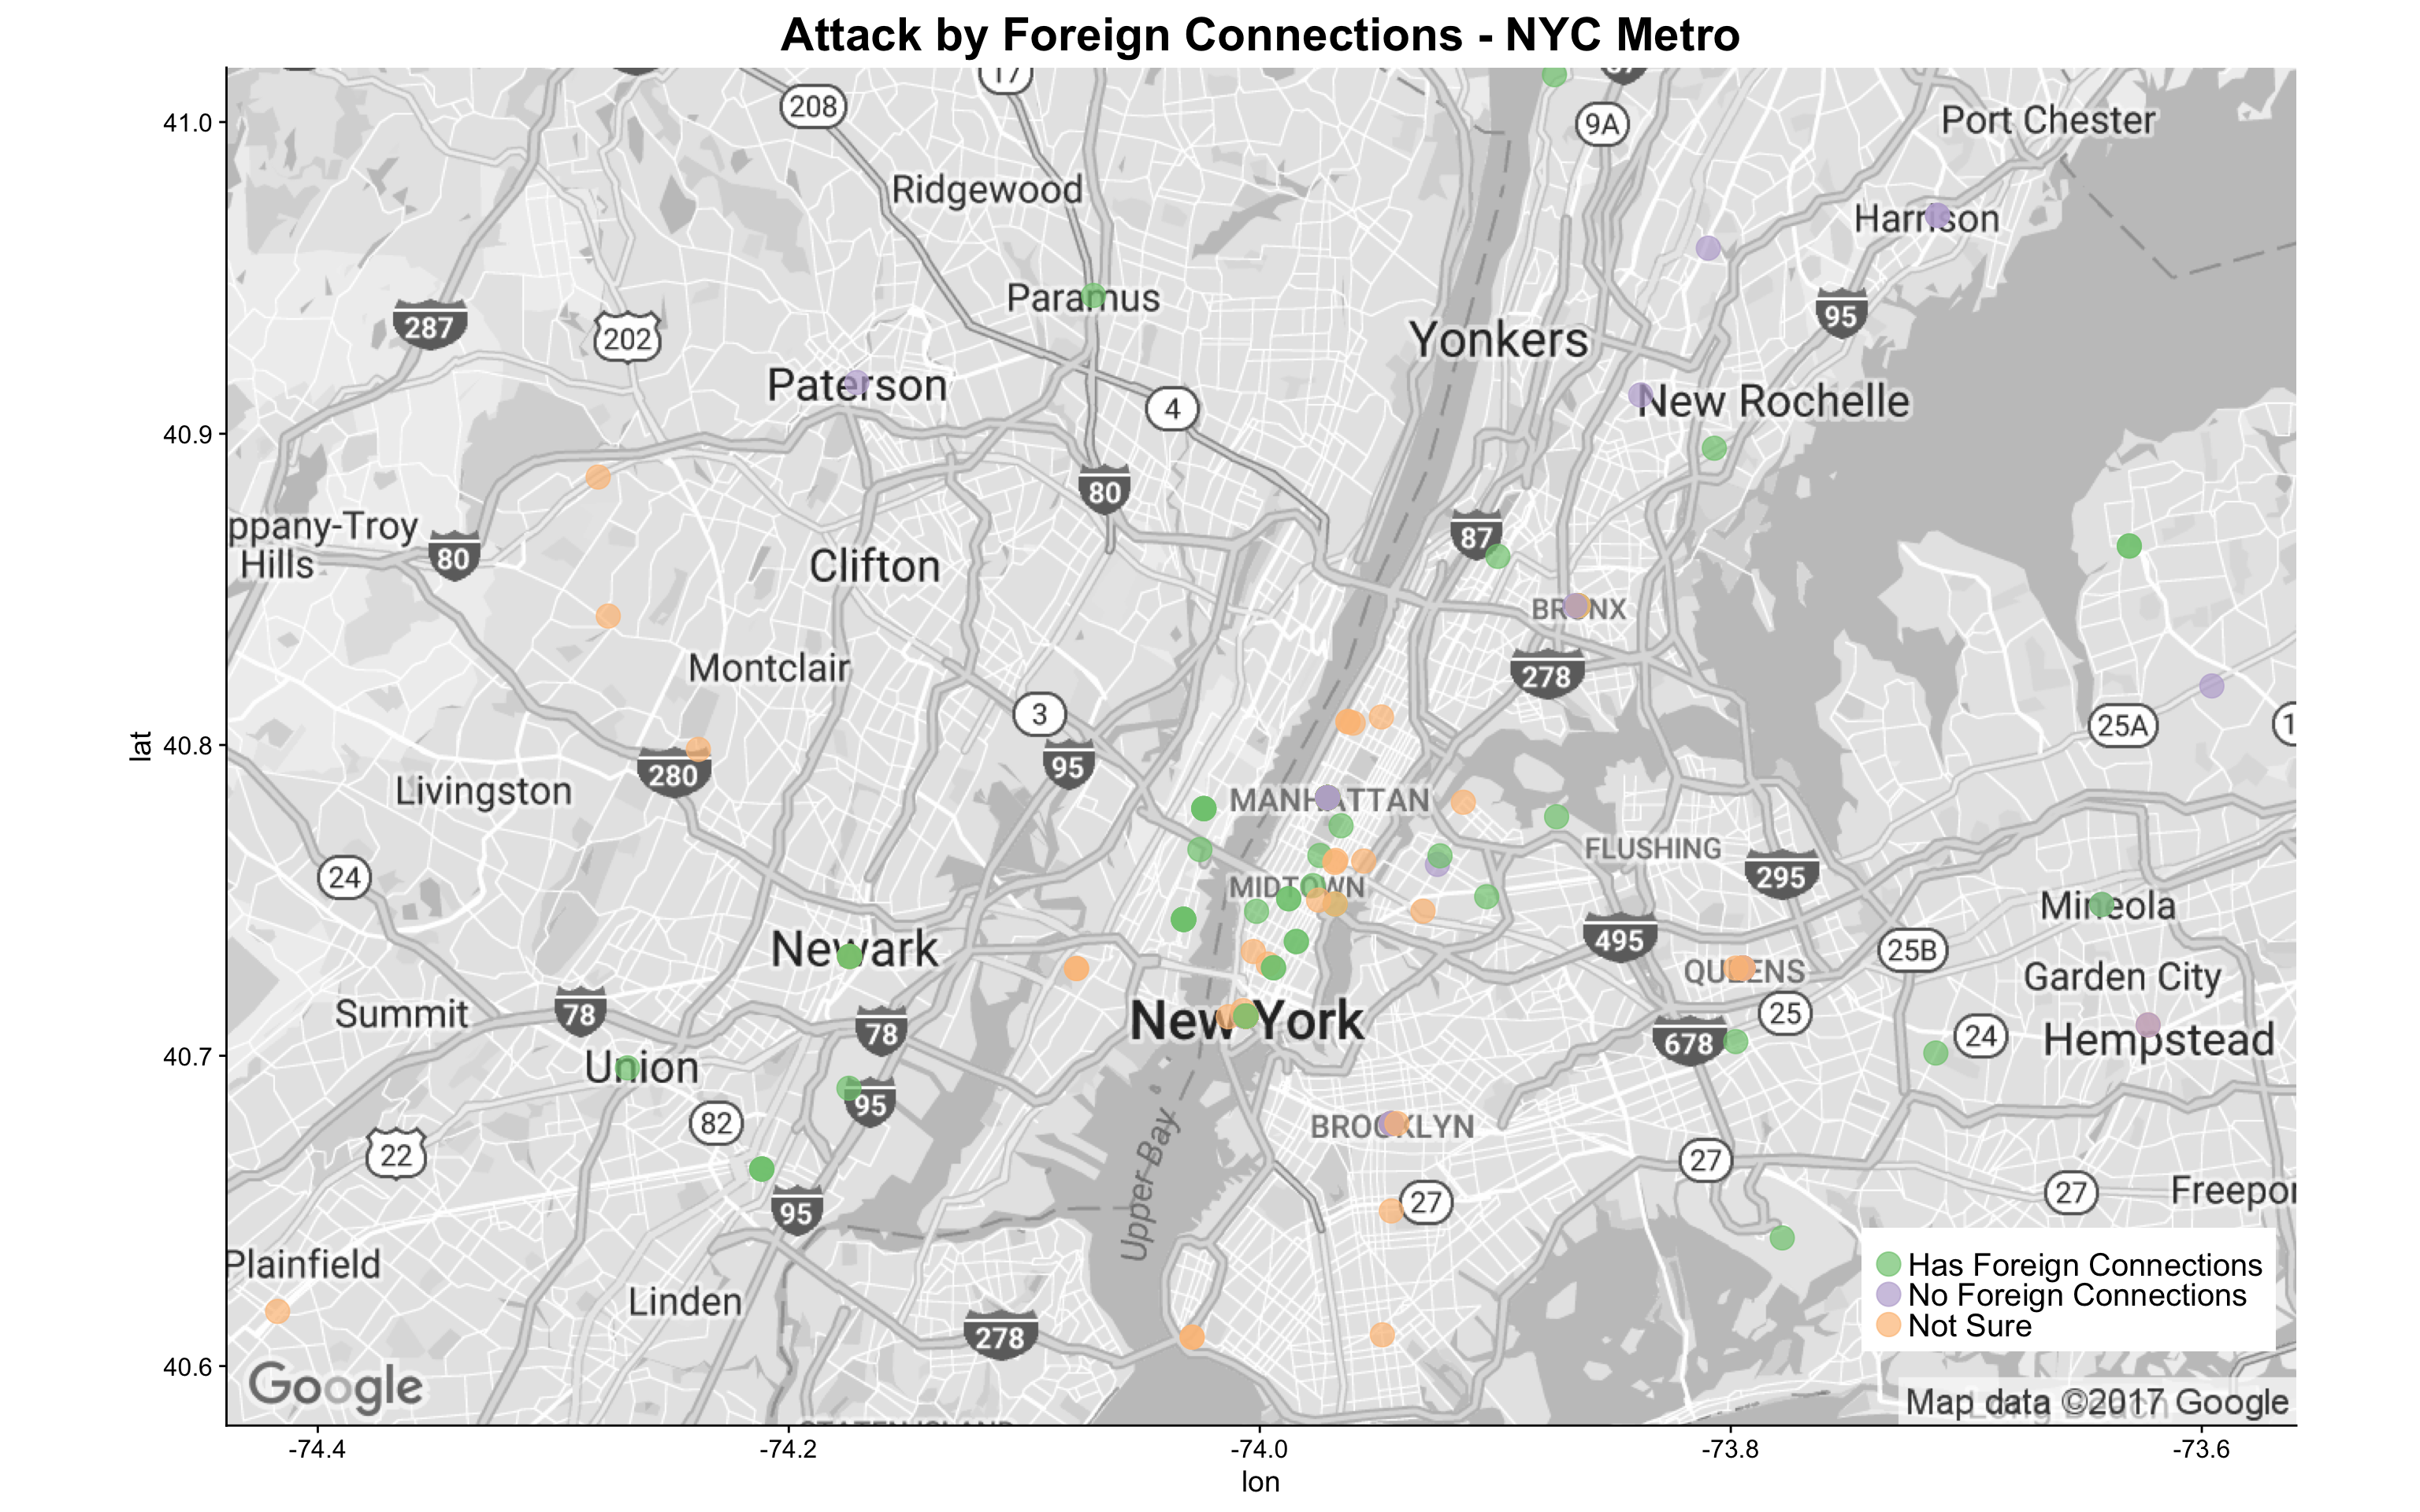 Attack by Foreign Connections - NYC Metro
41.0
40.9
40.8
40.7
40.6
lat
-74.4
-74.2
-74.0
-73.8
-73.6
lon
208
17
9A
Port Chester
Ridgewood
Harrison
287
202
Paramus
95
Yonkers
Paterson
4
New Rochelle
80
87
ppany-Troy
Hills
80
Clifton
BRONX
278
Montclair
3
25A
1
280
95
Livingston
MANHATTAN
FLUSHING
24
MIDTOWN
295
Mineola
Newark
495
25B
QUEENS
Garden City
Summit
78
78
New York
25
678
24
Hempstead
Union
95
82
BROOKLYN
22
27
27
Freepor
95
27
Upper Bay
Plainfield
Linden
278
Has Foreign Connections
No Foreign Connections
Not Sure
Google
Map data ©2017 Google